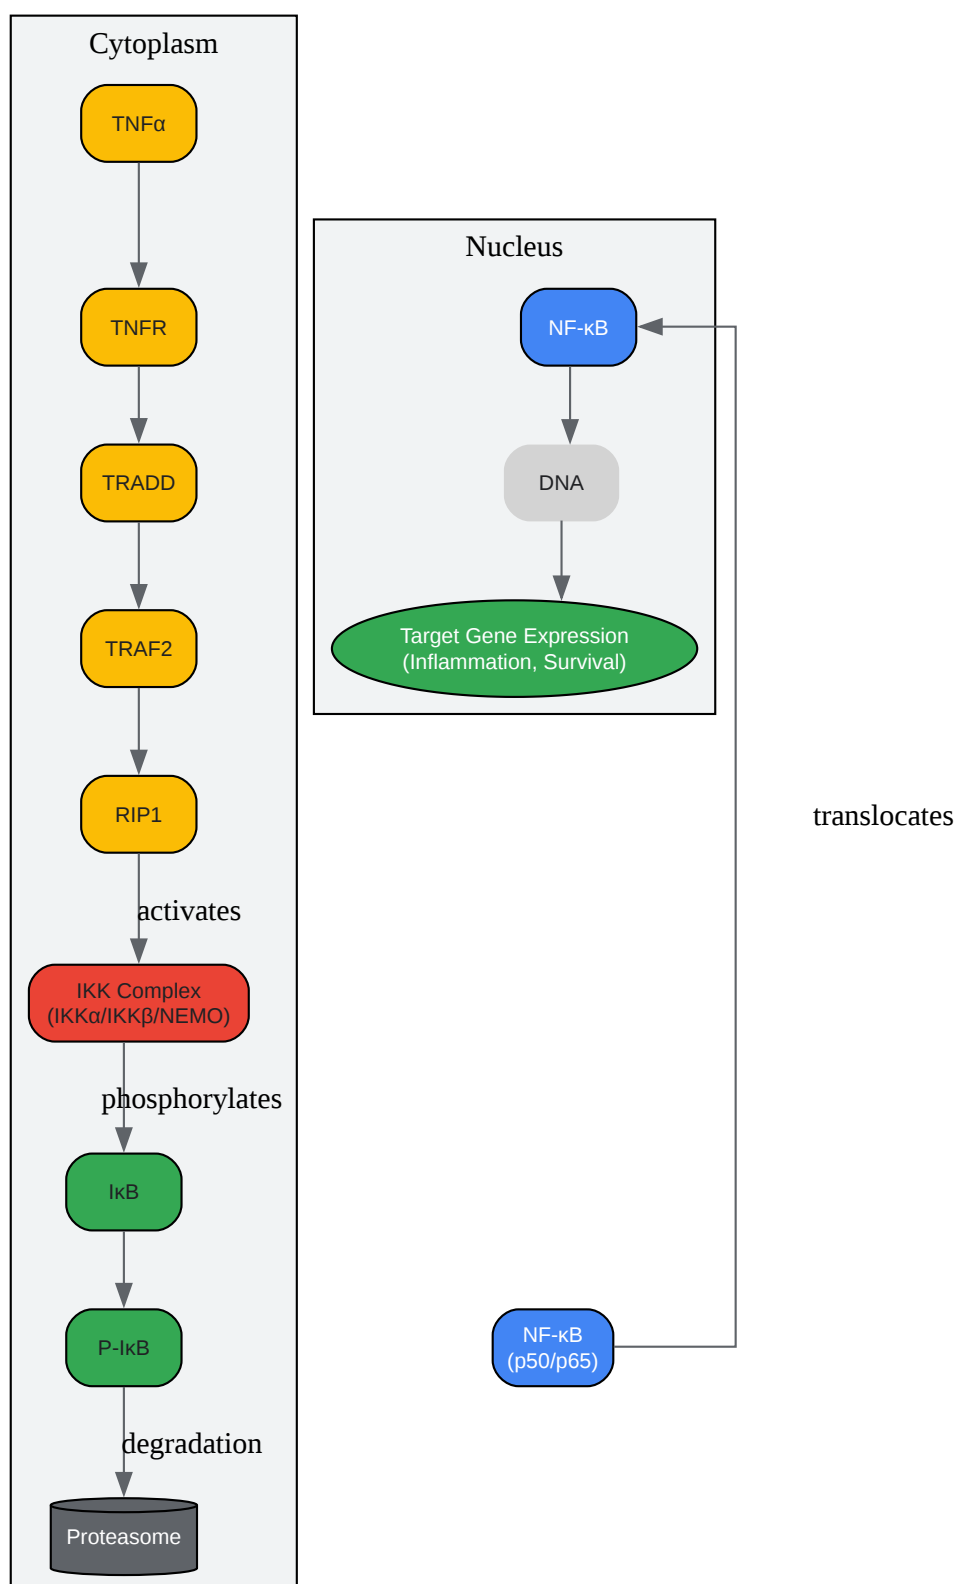 Cytoplasm
TNFα
TNFR
TRADD
TRAF2
RIP1
activates
IKK Complex
(IKKα/IKKβ/NEMO)
phosphorylates
IκB
P-IκB
degradation
Proteasome
Nucleus
NF-κB
DNA
Target Gene Expression
(Inflammation, Survival)
translocates
NF-κB
(p50/p65)